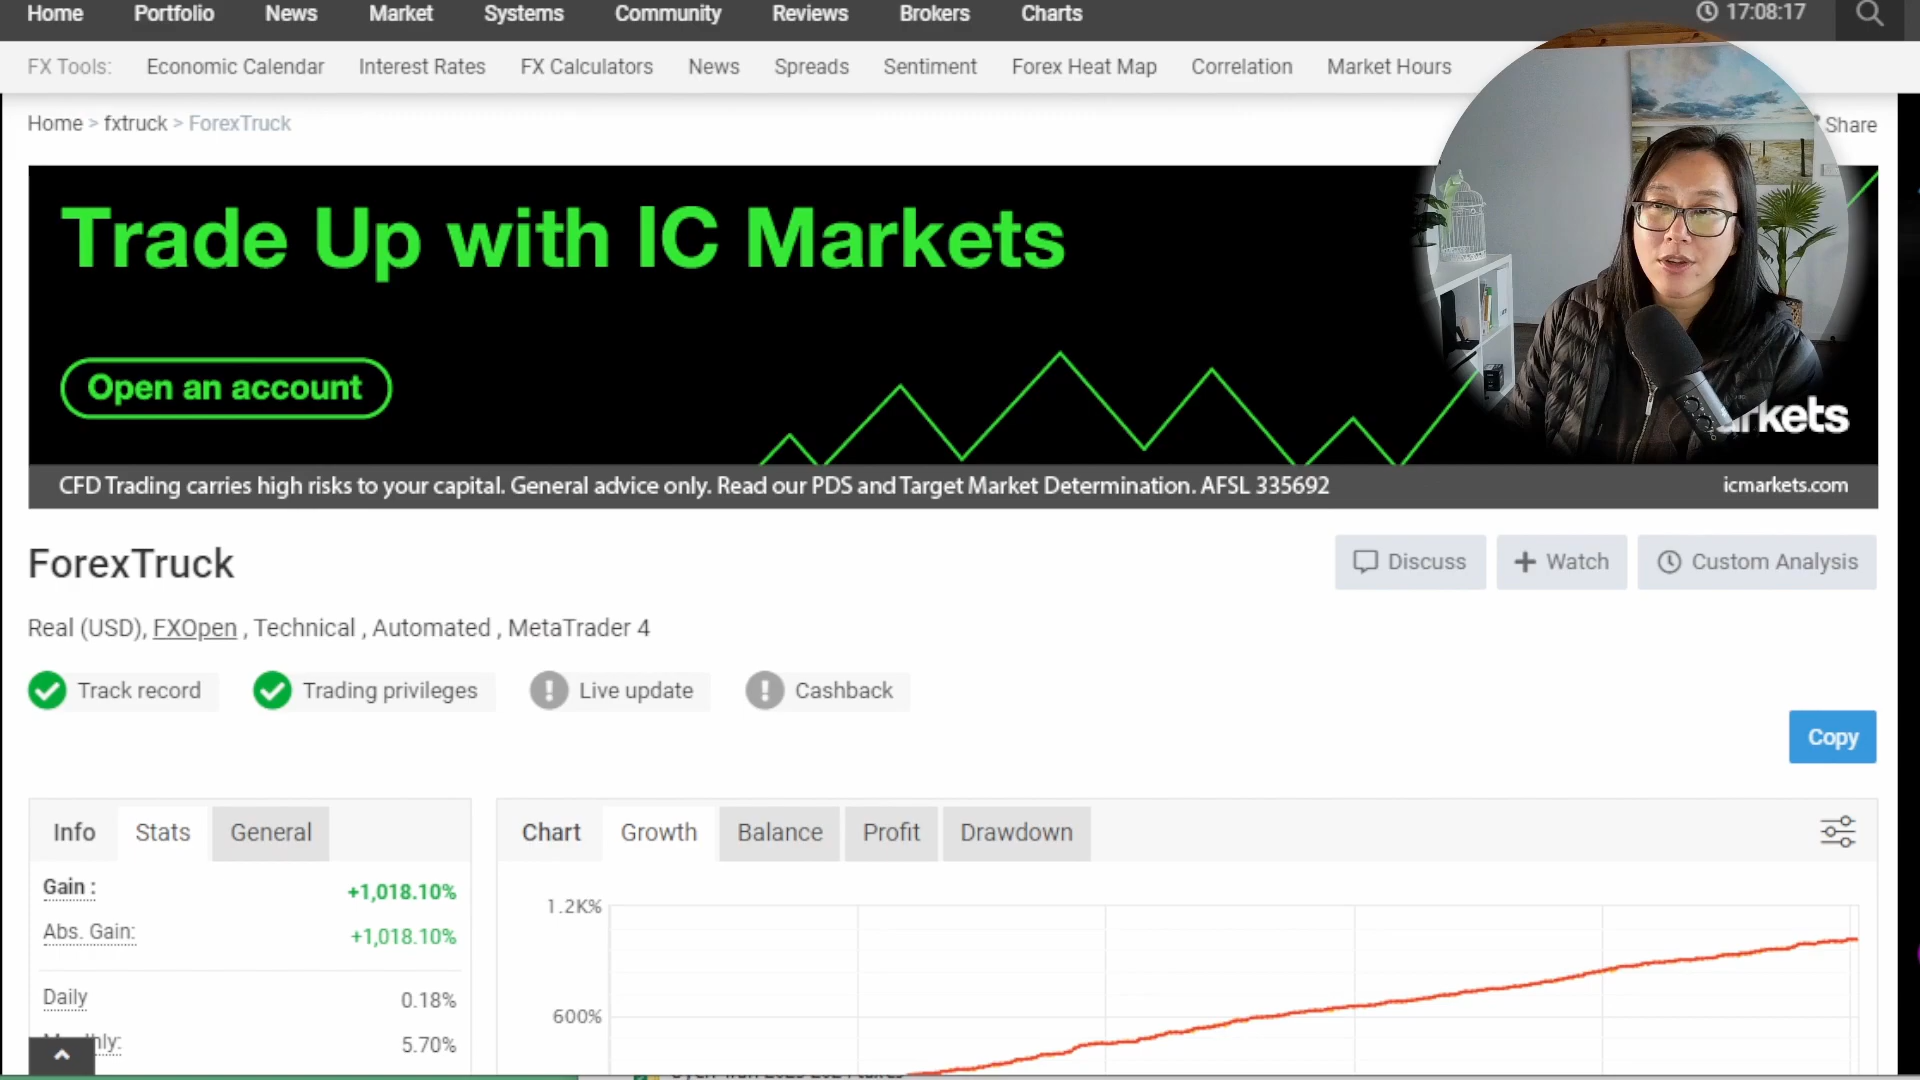 Home Portfolio News Market Systems Community Reviews Brokers Charts 17:08:17
FX Tools: Economic Calendar Interest Rates FX Calculators News Spreads Sentiment Forex Heat Map Correlation Market Hours
Home > fxtruck > ForexTruck Share
Trade Up with IC Markets
Open an account
arkets
CFD Trading carries high risks to your capital. General advice only. Read our PDS and Target Market Determination. AFSL 335692 icmarkets.com
ForexTruck Discuss Watch Custom Analysis
Real (USD), FXOpen , Technical , Automated , MetaTrader 4
Track record Trading privileges Live update Cashback
Copy
Info Stats General
Gain : +1,018.10%
Abs. Gain: +1,018.10%
Daily 0.18%
hly: 5.70%
Chart Growth Balance Profit Drawdown
1.2K%
600%